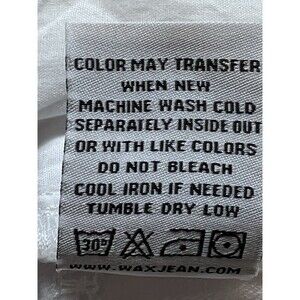 COLOR MAY TRANSFER
WHEN NEW
MACHINE WASH COLD
SEPARATELY INSIDE OUT
OR WITH LIKE COLORS
DO NOT BLEACH
COOL IRON IF NEEDED
TUMBLE DRY LOW
30°
WWW.WAXJEAN.COM